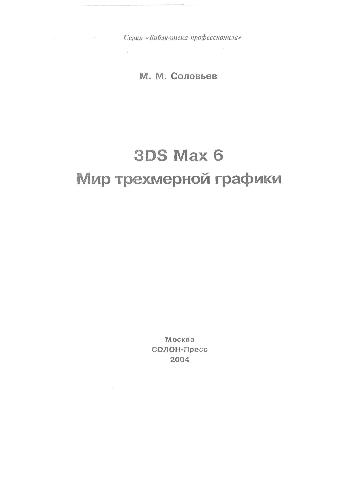 Серия «Библиотека профессионала»
М. М. Соловьев
3DS Max 6
Мир трехмерной графики
Москва
СОЛОН-Пресс
2004